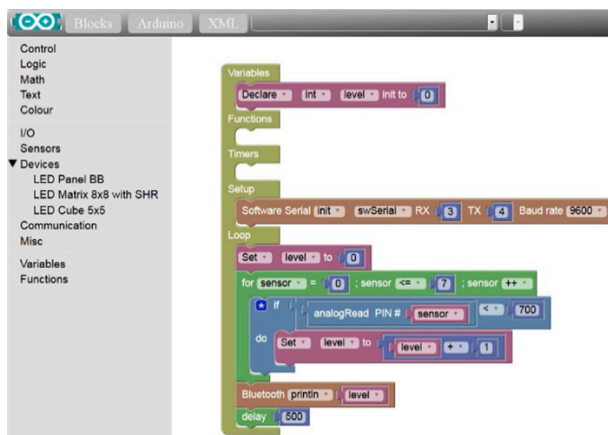 Blocks Arduino XML
Control
Logic
Math
Text
Colour
I/O
Sensors
Devices
LED Panel BB
LED Matrix 8x8 with SHR
LED Cube 5x5
Communication
Misc
Variables
Functions
Variables
Declare int level init to 0
Functions
Timers
Setup
Software Serial init swSerial RX 3 TX 4 Baud rate 9600
Loop
Set level to 0
for sensor = 0 ; sensor <= 7 ; sensor ++
if analogRead PIN # sensor < 700
do Set level to level + 1
Bluetooth println level
delay 500